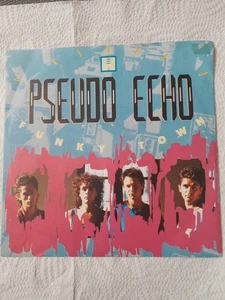 PSEUDO ECHO
FUNKY TOWN